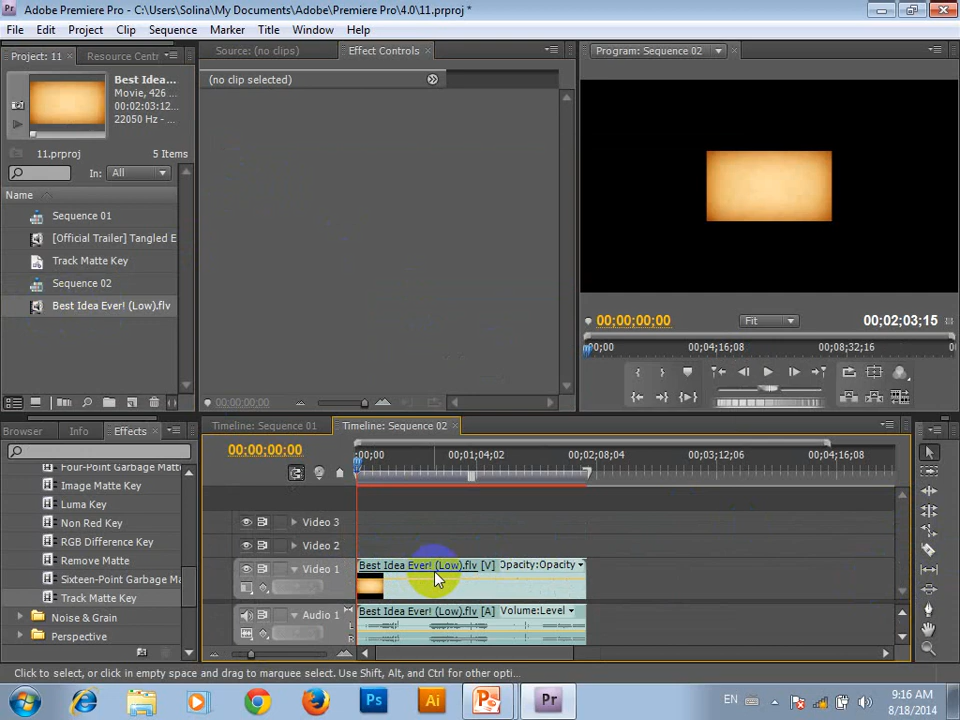 Adobe Premiere Pro - C:\Users\Solina\My Documents\Adobe\Premiere Pro\4.0\11.prproj *
File Edit Project Clip Sequence Marker Title Window Help
Project: 11
Resource Centr
Best Idea...
Movie, 426 ...
00:02:03:12...
22050 Hz - ...
11.prproj
5 Items
In: All
Name
Sequence 01
[Official Trailer] Tangled E
Track Matte Key
Sequence 02
Best Idea Ever! (Low).flv
Source: (no clips)
Effect Controls
(no clip selected)
00:00:00:00
Program: Sequence 02
00;00;00;00
Fit
00;02;03;15
00;00
00;04;16;08
00;08;32;16
00
Browser
Info
Effects
Four-Point Garbage Matt
Image Matte Key
Luma Key
Non Red Key
RGB Difference Key
Remove Matte
Sixteen-Point Garbage Ma
Track Matte Key
Noise & Grain
Perspective
Timeline: Sequence 01
Timeline: Sequence 02
00;00;00;00
;00;00
00;01;04;02
00;02;08;04
00;03;12;06
00;04;16;08
Video 3
Video 2
Video 1
Best Idea Ever! (Low).flv [V] Opacity:Opacity
Audio 1
Best Idea Ever! (Low).flv [A] Volume:Level
L
R
Click to select, or click in empty space and drag to marquee select. Use Shift, Alt, and Ctrl for other opti...
Ps
Ai
Pr
EN
9:16 AM
8/18/2014